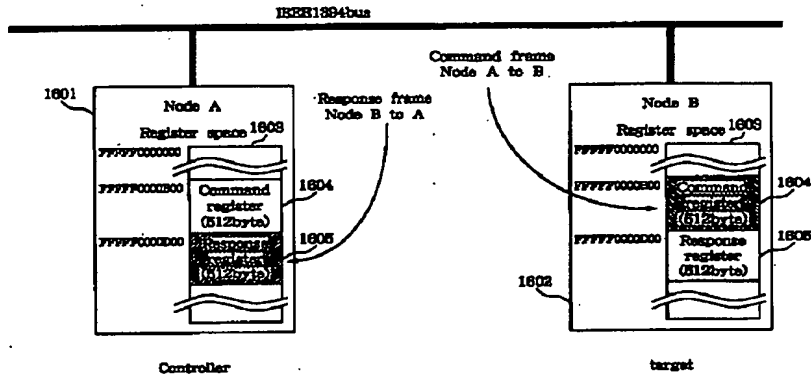 IEEE1394bus
1601
Node A
Register space
1603
FFFFF0000000
FFFFF0000B00
Command
register
(512byte)
1604
FFFFF0000D00
Response
register
(512byte)
1605
Controller
Response frame
Node B to A
Command frame
Node A to B
Node B
Register space
1603
FFFFF0000000
FFFFF0000B00
Command
register
(512byte)
1604
FFFFF0000D00
Response
register
(512byte)
1605
1602
target